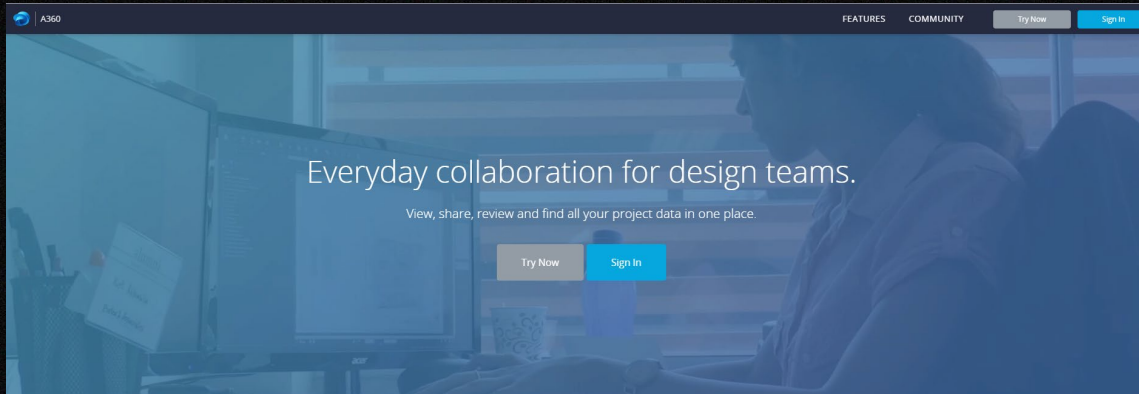 A360
FEATURES COMMUNITY Try Now Sign In
Everyday collaboration for design teams.
View, share, review and find all your project data in one place.
Try Now Sign In
acer